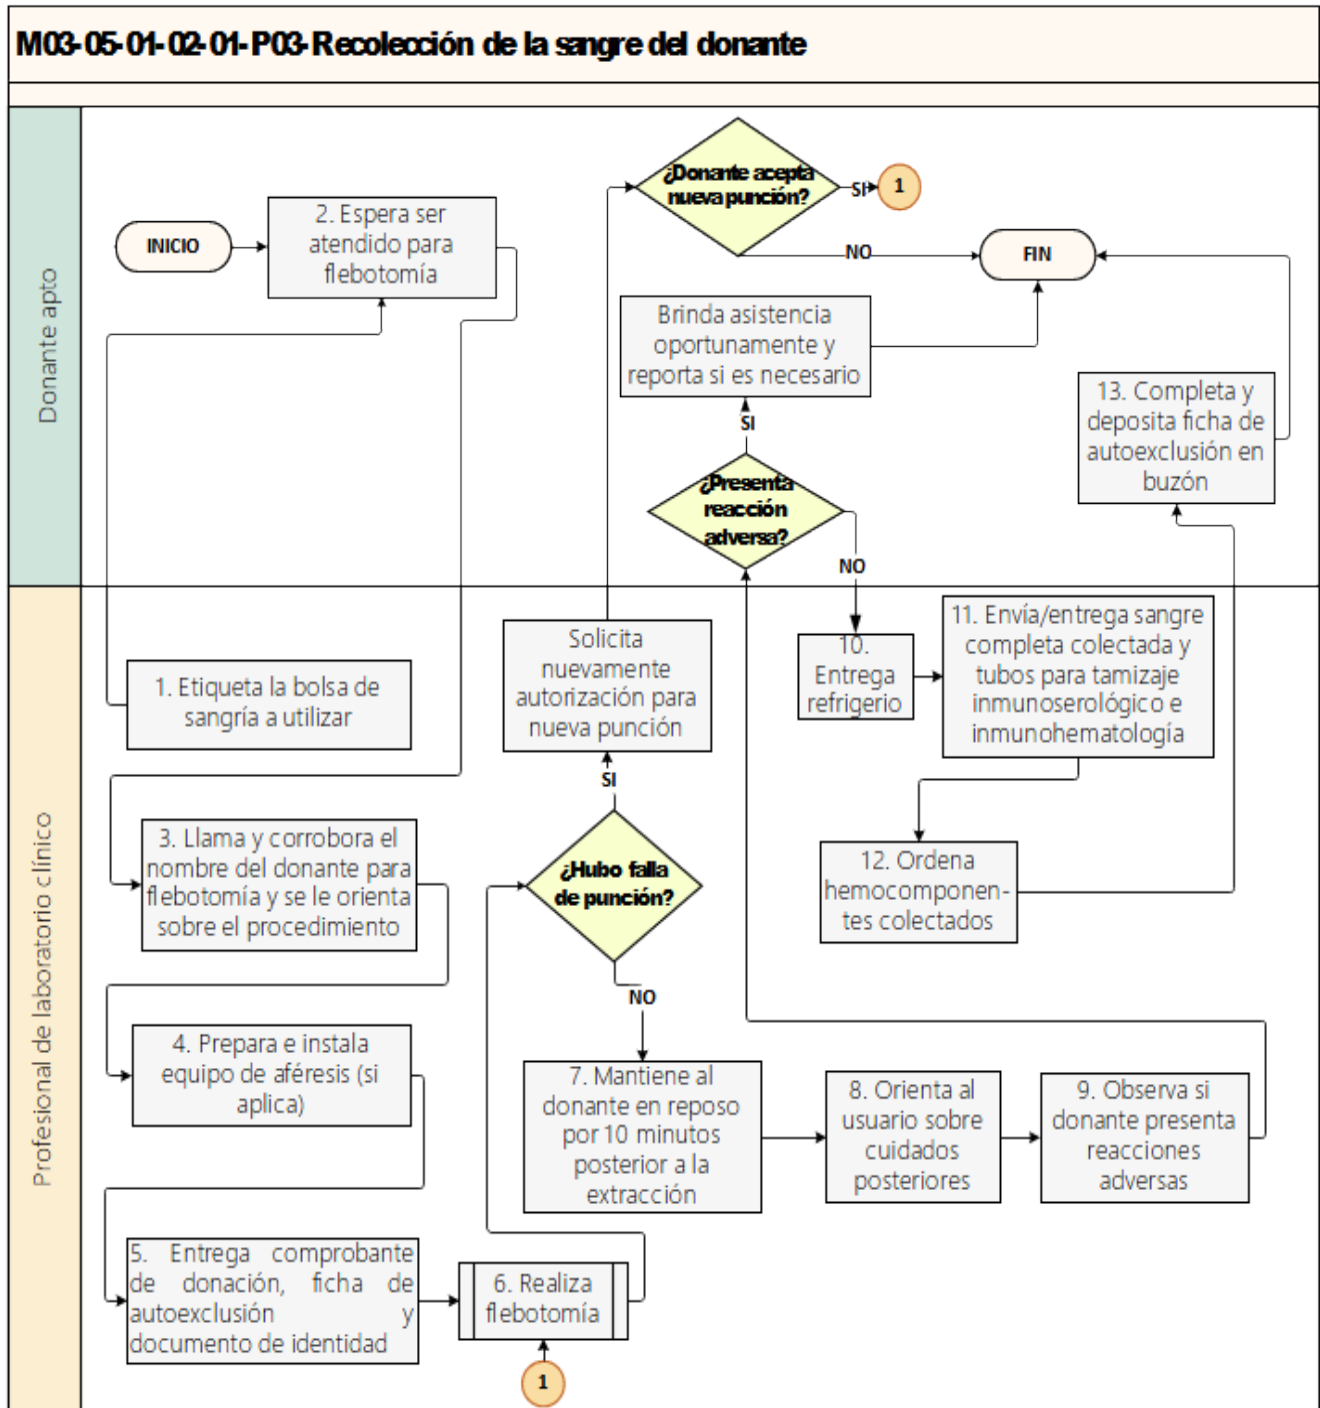 M03-05-01-02-01-P03-Recolección de la sangre del donante
Donante apto
INICIO
2. Espera ser
atendido para
flebotomía
¿Donante acepta
nueva punción?
SI
1
NO
FIN
Brinda asistencia
oportunamente y
reporta si es necesario
SI
¿Presenta
reacción
adversa?
NO
13. Completa y
deposita ficha de
autoexclusión en
buzón
Profesional de laboratorio clínico
1. Etiqueta la bolsa de
sangría a utilizar
3. Llama y corrobora el
nombre del donante para
flebotomía y se le orienta
sobre el procedimiento
4. Prepara e instala
equipo de aféresis (si
aplica)
5. Entrega comprobante
de donación, ficha de
autoexclusión y
documento de identidad
6. Realiza
flebotomía
1
Solicita
nuevamente
autorización para
nueva punción
SI
¿Hubo falla
de punción?
NO
7. Mantiene al
donante en reposo
por 10 minutos
posterior a la
extracción
8. Orienta al
usuario sobre
cuidados
posteriores
9. Observa si
donante presenta
reacciones
adversas
10.
Entrega
refrigerio
11. Envía/entrega sangre
completa colectada y
tubos para tamizaje
inmunoserológico e
inmunohematología
12. Ordena
hemocomponen-
tes colectados